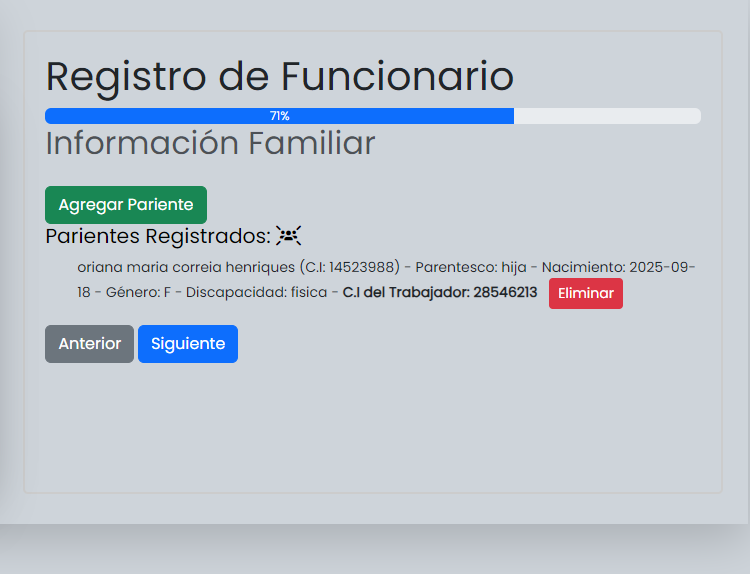 Registro de Funcionario
71%
Información Familiar
Agregar Pariente
Parientes Registrados:
oriana maria correia henriques (C.I: 14523988) - Parentesco: hija - Nacimiento: 2025-09-
18 - Género: F - Discapacidad: fisica - C.I del Trabajador: 28546213 Eliminar
Anterior Siguiente